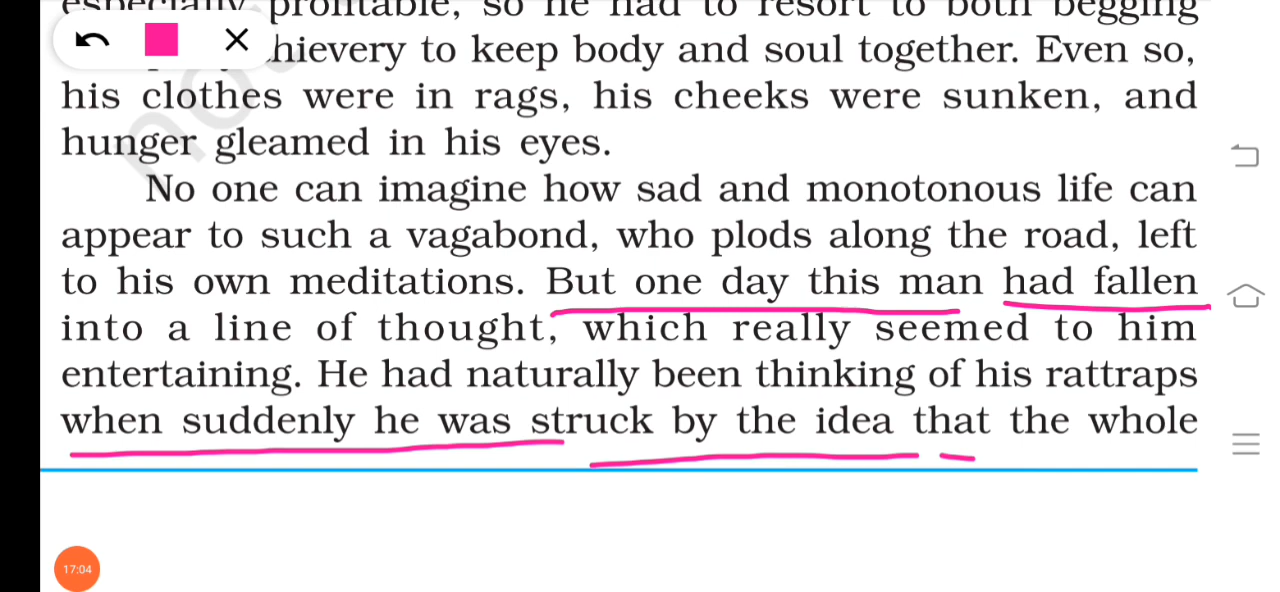 especially profitable, so he had to resort to both begging
hievery to keep body and soul together. Even so,
his clothes were in rags, his cheeks were sunken, and
hunger gleamed in his eyes.
No one can imagine how sad and monotonous life can
appear to such a vagabond, who plods along the road, left
to his own meditations. But one day this man had fallen
into a line of thought, which really seemed to him
entertaining. He had naturally been thinking of his rattraps
when suddenly he was struck by the idea that the whole
17:04